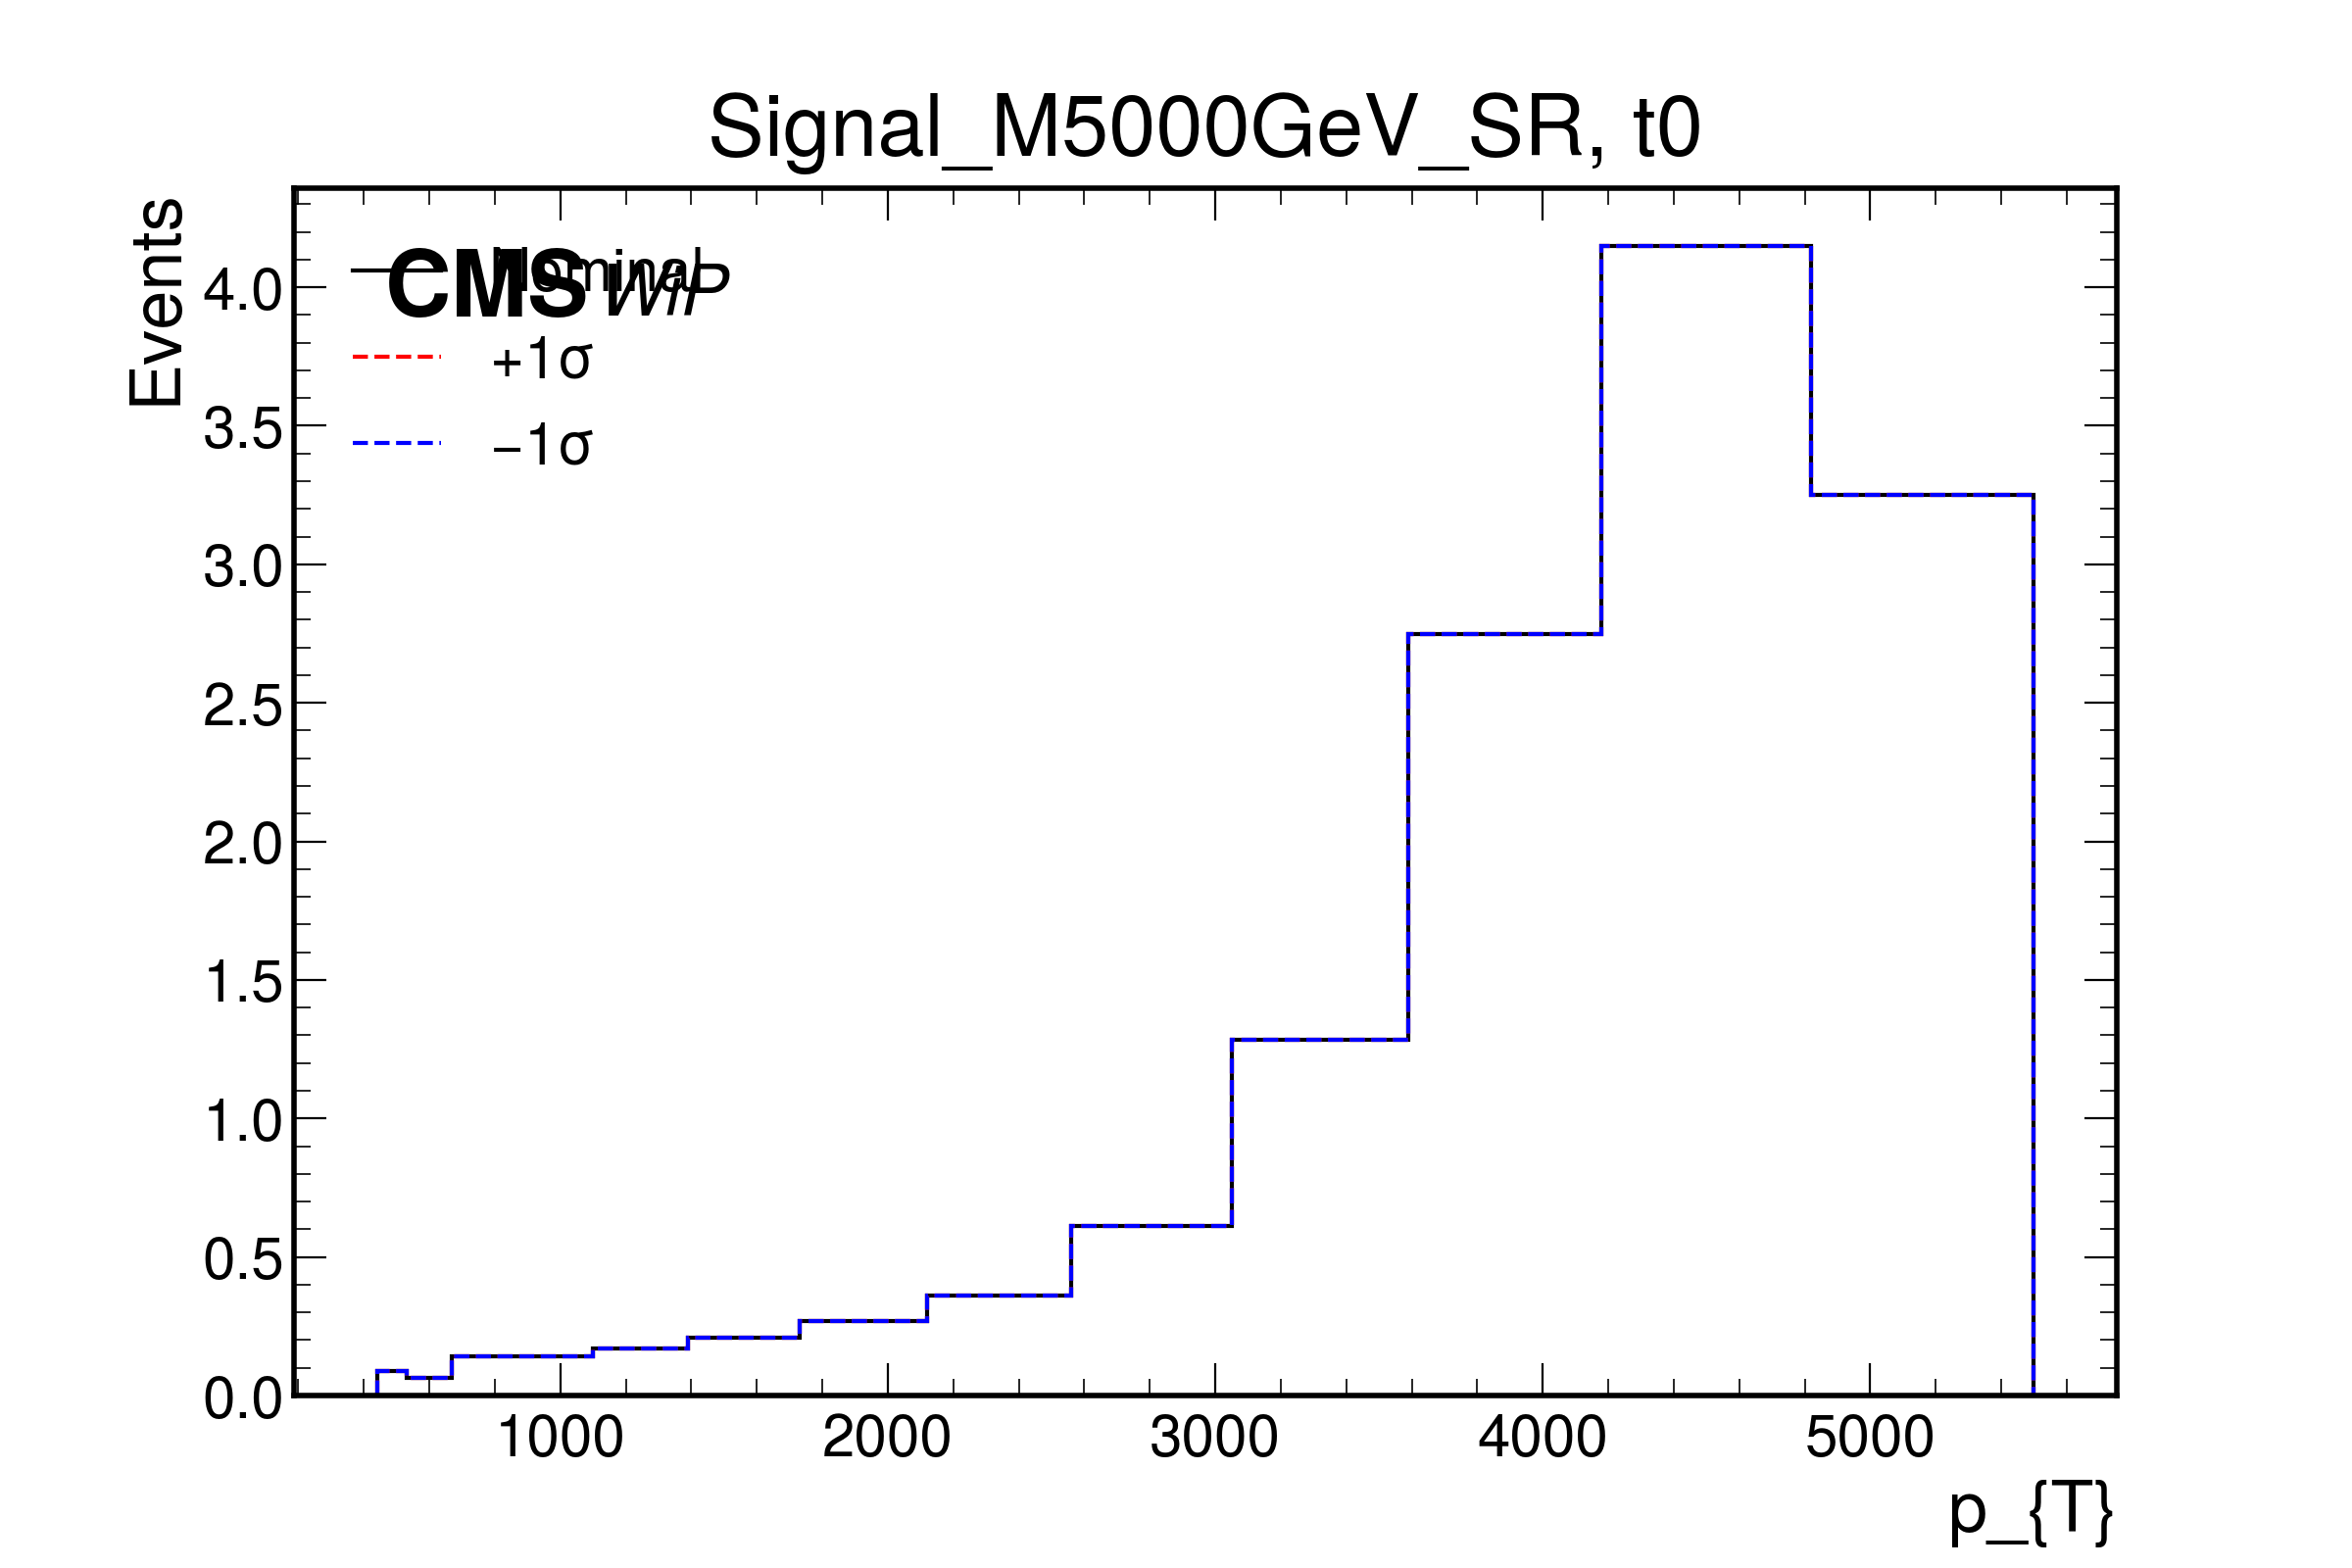 Signal_M5000GeV_SR, t0
Events
Nominal
CMS WiP
+1σ
−1σ
4.0
3.5
3.0
2.5
2.0
1.5
1.0
0.5
0.0
1000 2000 3000 4000 5000
p_{T}